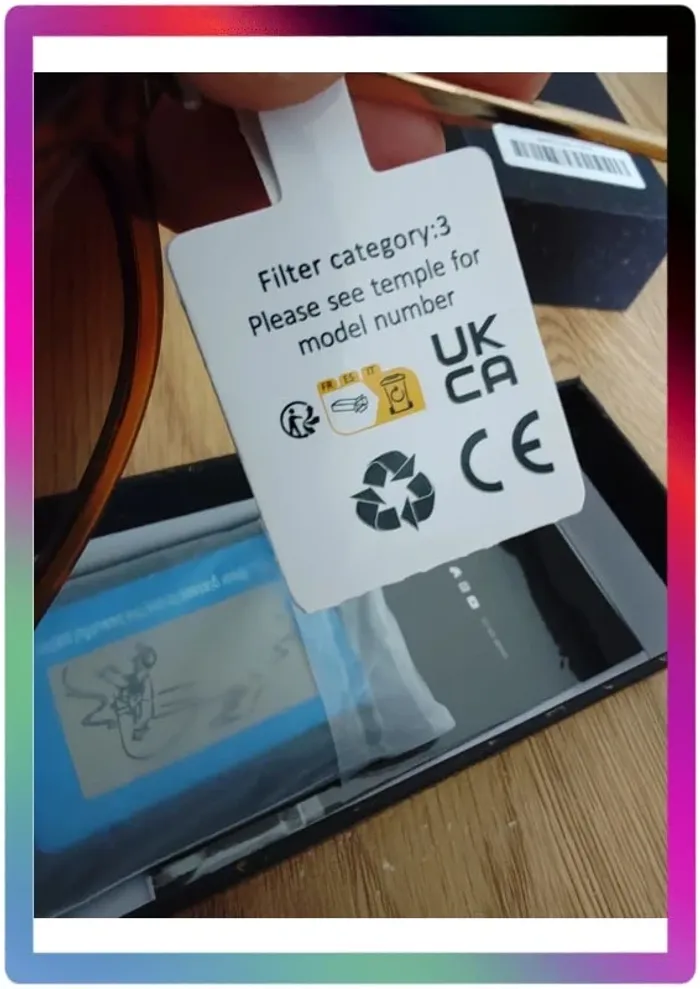 Filter category:3
Please see temple for
model number
FR ES IT
UK
CA
CE